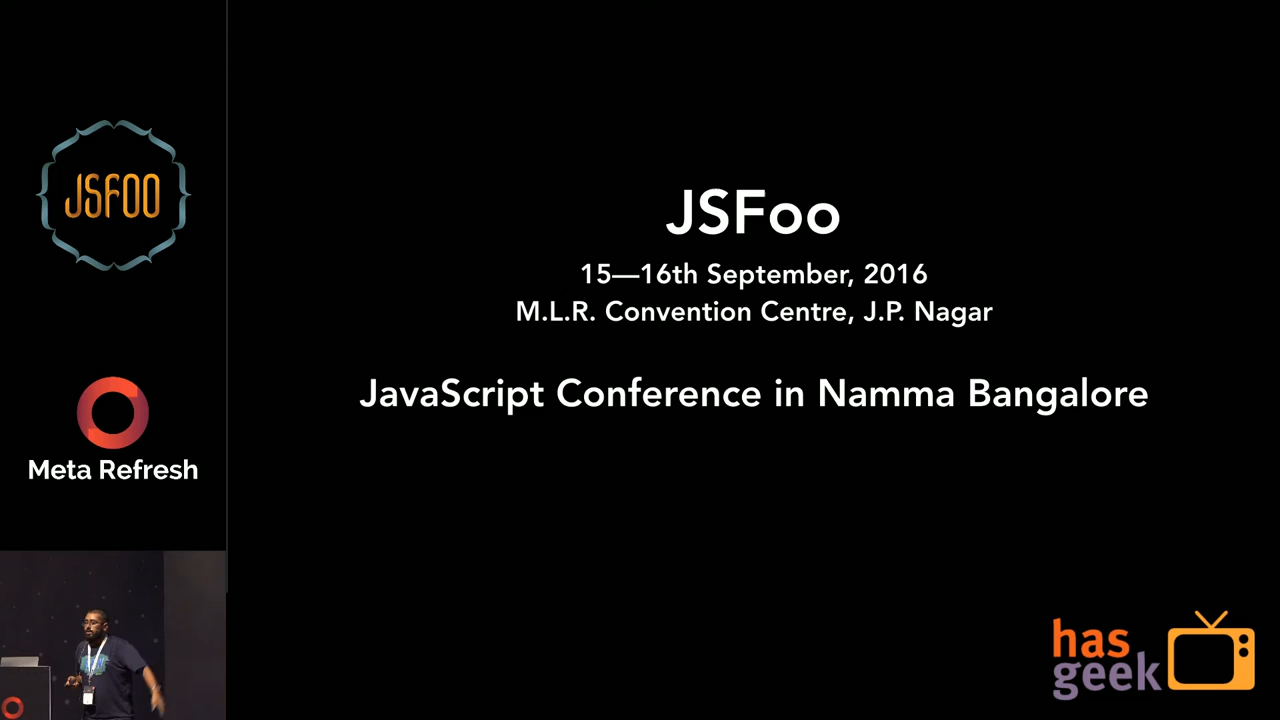 JSFOO
Meta Refresh
JSFoo
15—16th September, 2016
M.L.R. Convention Centre, J.P. Nagar
JavaScript Conference in Namma Bangalore
has
geek